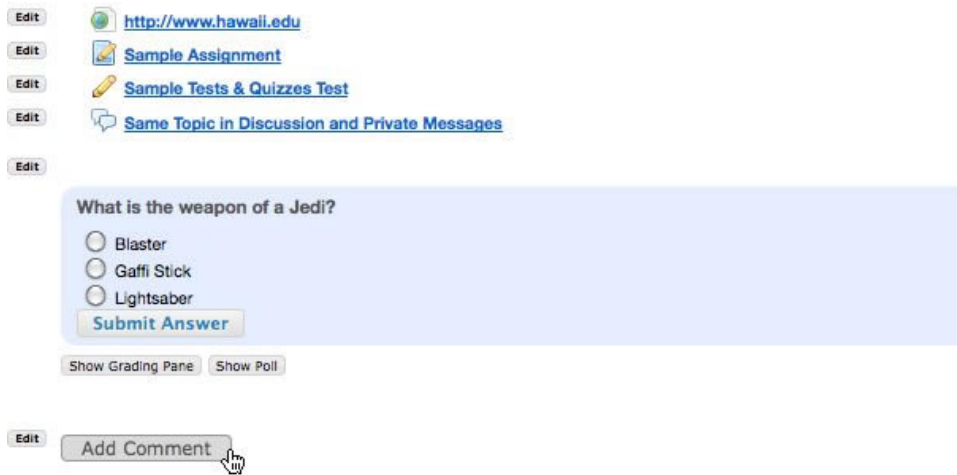 Edit http://www.hawaii.edu
Edit Sample Assignment
Edit Sample Tests & Quizzes Test
Edit Same Topic in Discussion and Private Messages
Edit
What is the weapon of a Jedi?
Blaster
Gaffi Stick
Lightsaber
Submit Answer
Show Grading Pane Show Poll
Edit Add Comment